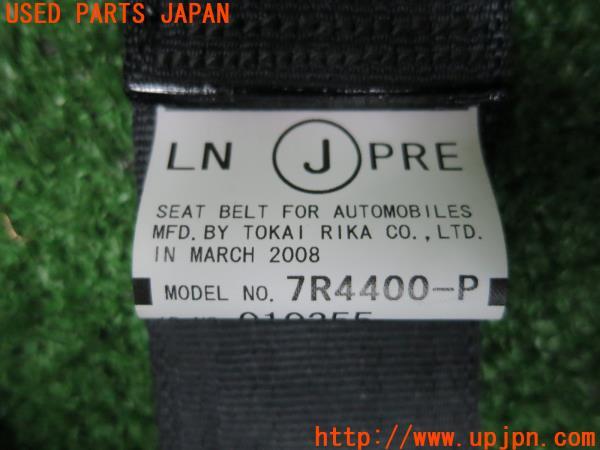 USED PARTS JAPAN
LN J PRE
SEAT BELT FOR AUTOMOBILES
MFD. BY TOKAI RIKA CO., LTD.
IN MARCH 2008
MODEL NO. 7R4400-P
http://www.upjpn.com